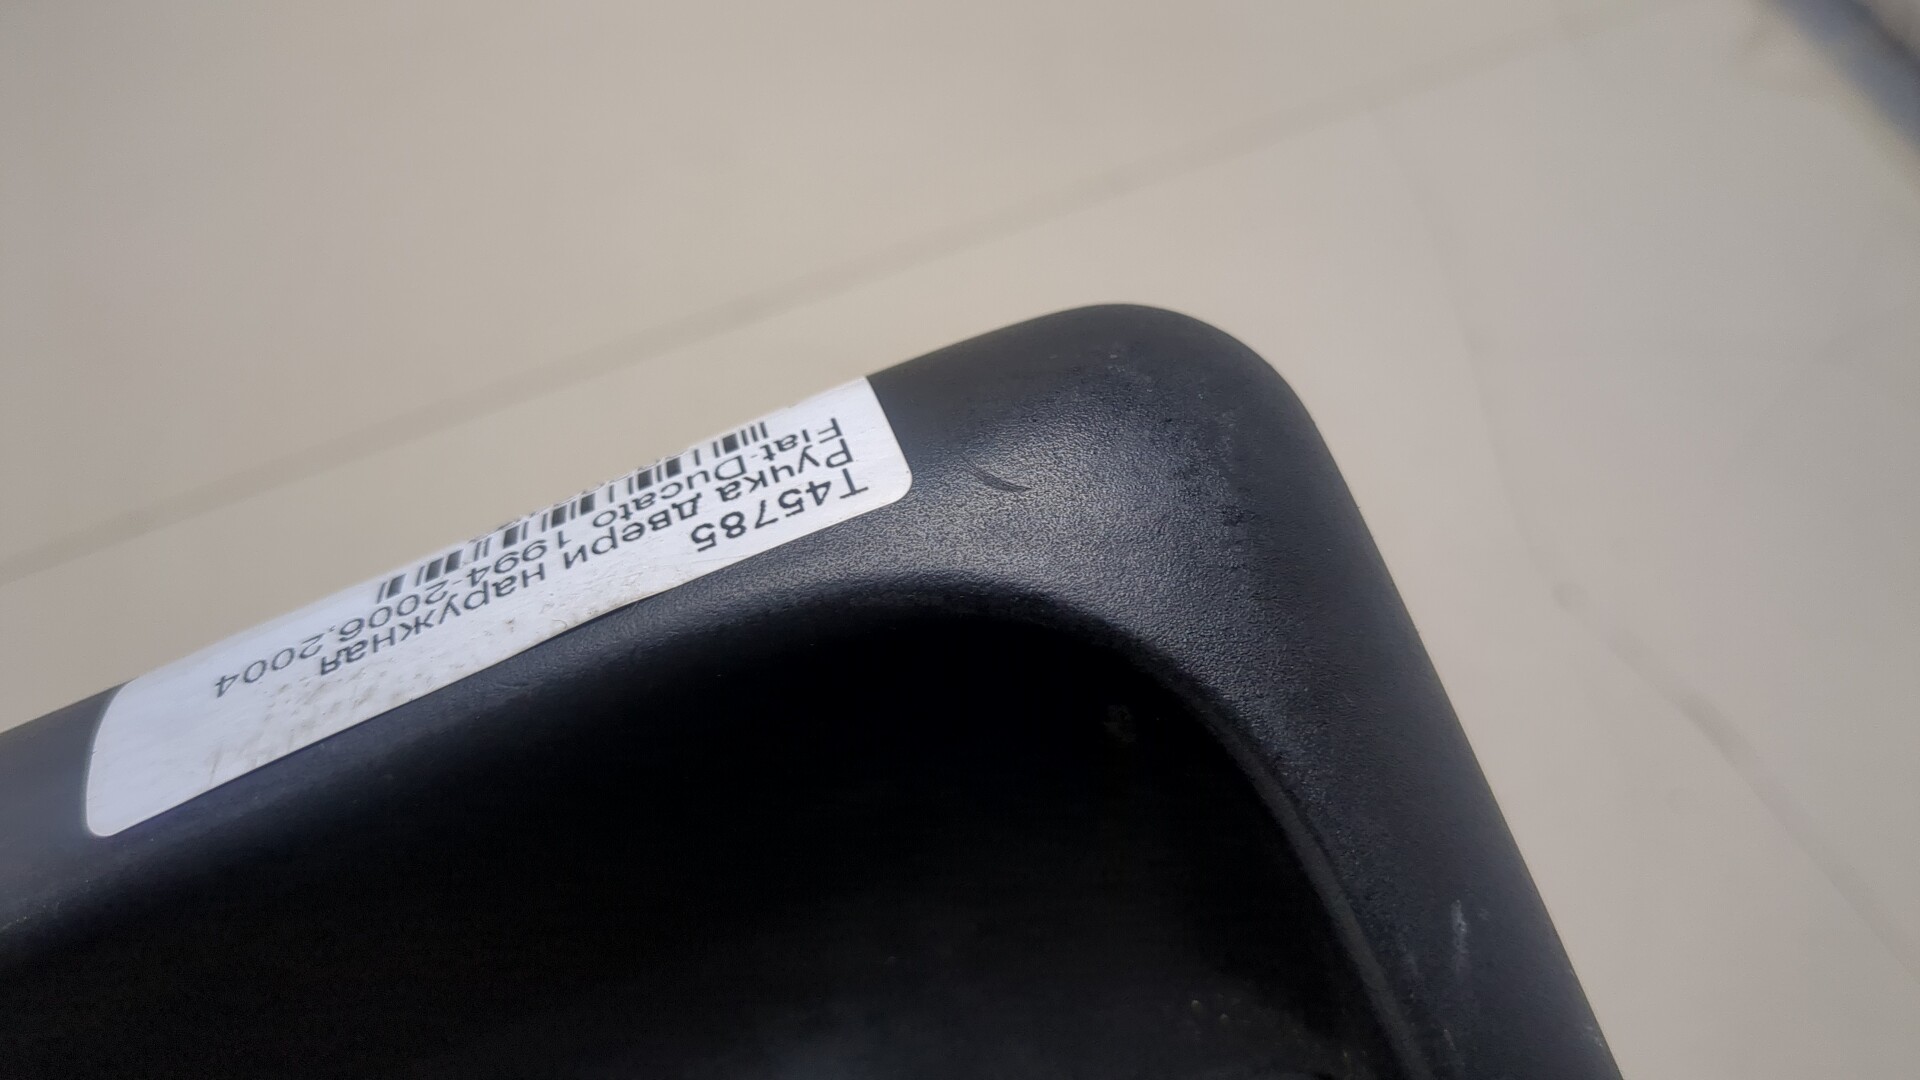 T45785
Ручка двери наружная
Fiat Ducato 1994-2006,2004